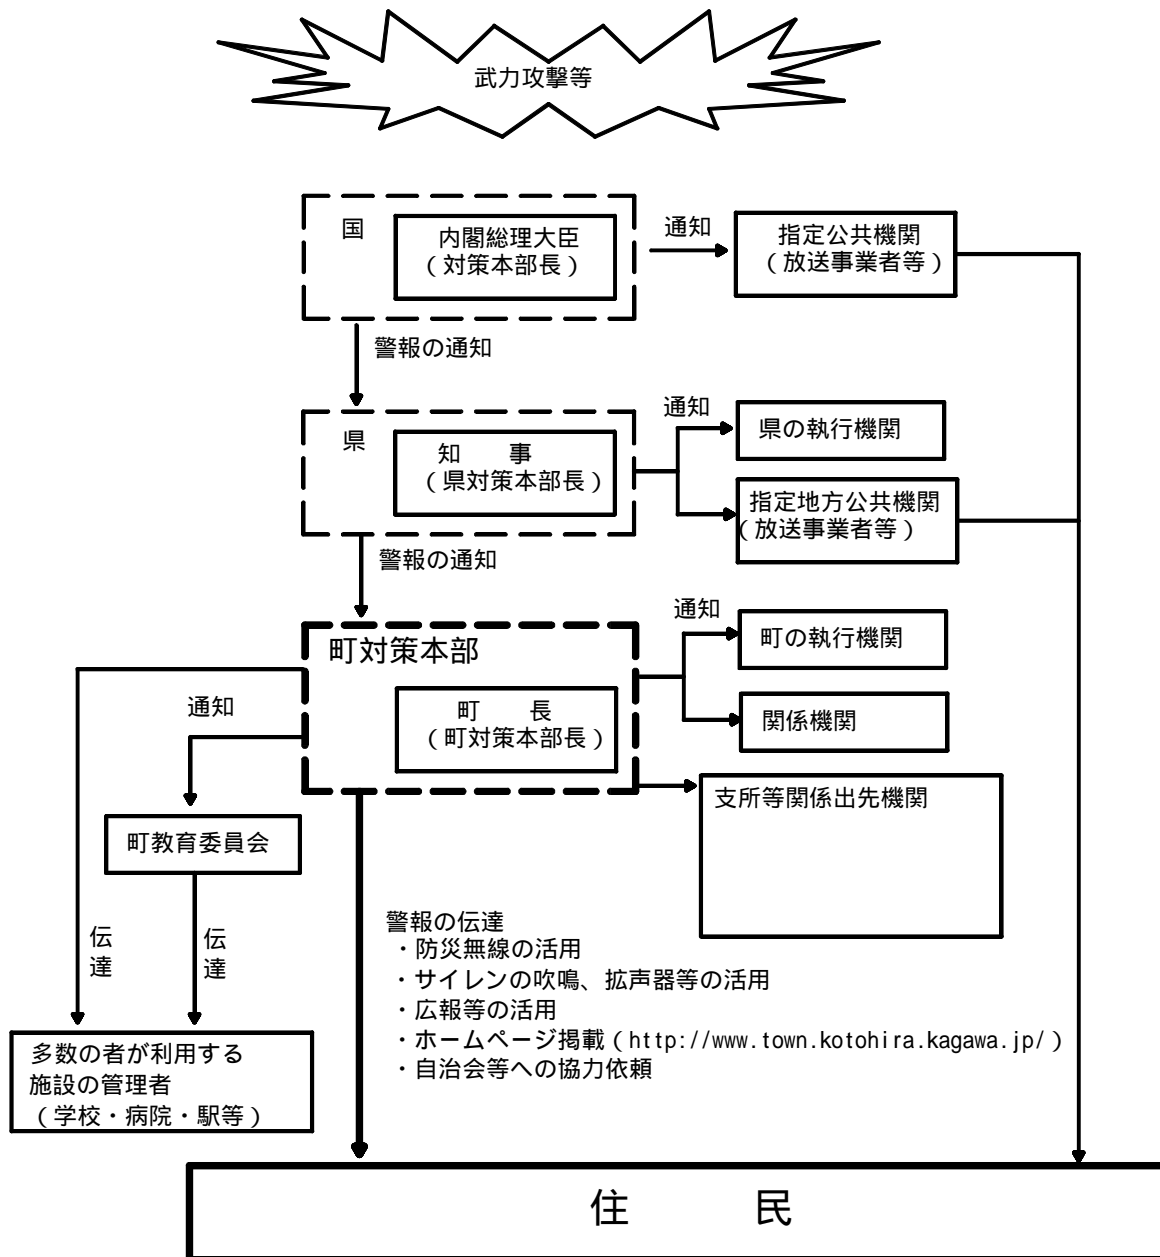 武力攻撃等
国
内閣総理大臣
（対策本部長）
通知
指定公共機関
（放送事業者等）
警報の通知
県
知　　事
（県対策本部長）
通知
県の執行機関
指定地方公共機関
（放送事業者等）
警報の通知
町対策本部
町　　長
（町対策本部長）
通知
町の執行機関
関係機関
支所等関係出先機関
通知
町教育委員会
伝達
伝達
多数の者が利用する
施設の管理者
（学校・病院・駅等）
警報の伝達
・防災無線の活用
・サイレンの吹鳴、拡声器等の活用
・広報等の活用
・ホームページ掲載（http://www.town.kotohira.kagawa.jp/）
・自治会等への協力依頼
住　　民